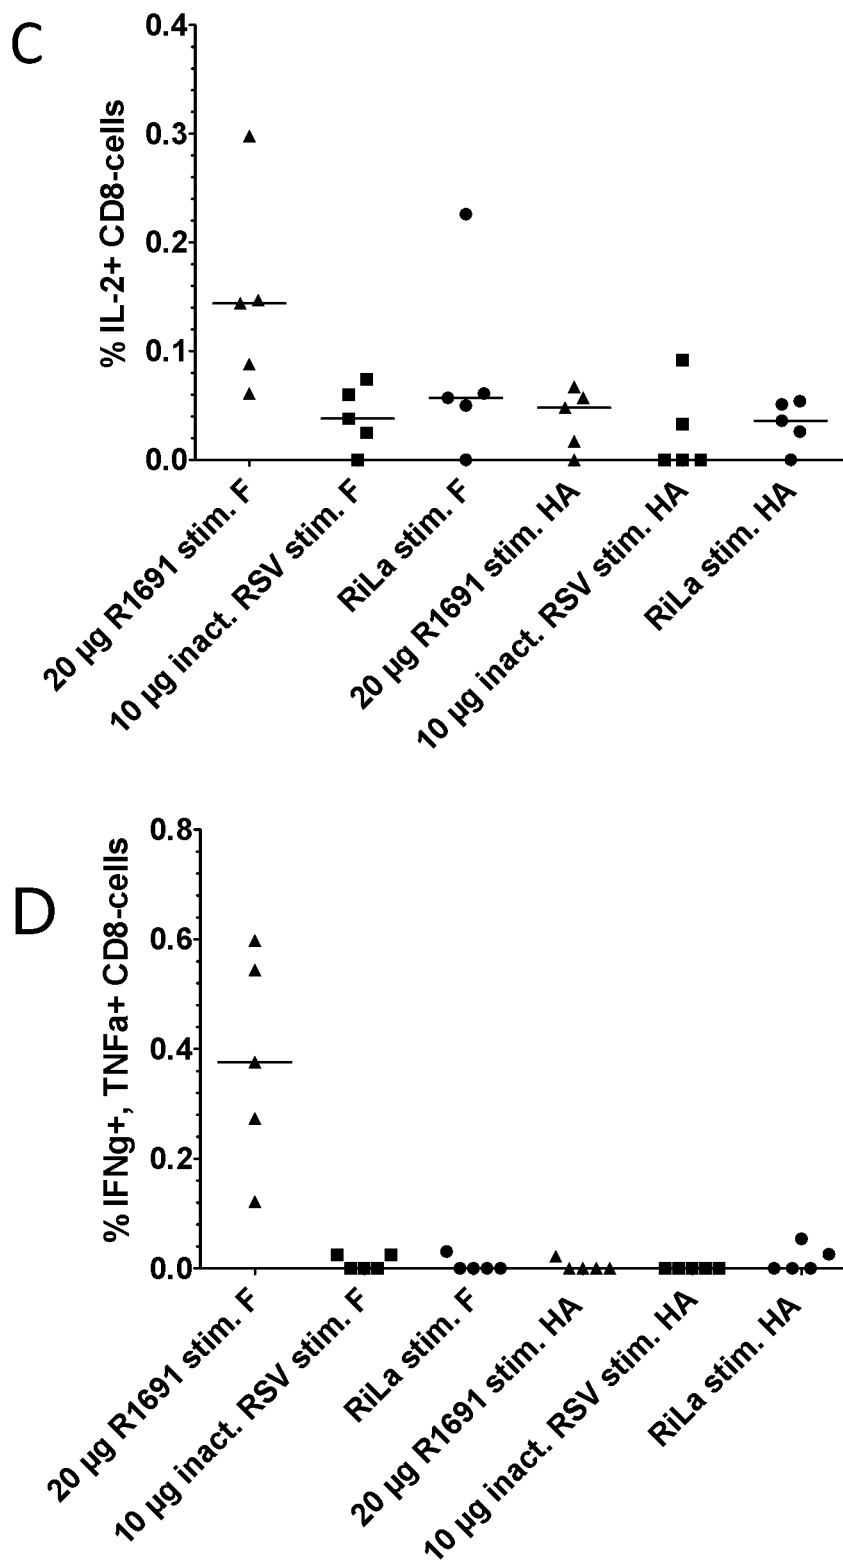 C
% IL-2+ CD8-cells
0.4
0.3
0.2
0.1
0.0
20 µg R1691 stim. F
10 µg inact. RSV stim. F
RiLa stim. F
20 µg R1691 stim. HA
10 µg inact. RSV stim. HA
RiLa stim. HA
D
% IFNg+, TNFa+ CD8-cells
0.8
0.6
0.4
0.2
0.0
20 µg R1691 stim. F
10 µg inact. RSV stim. F
RiLa stim. F
20 µg R1691 stim. HA
10 µg inact. RSV stim. HA
RiLa stim. HA